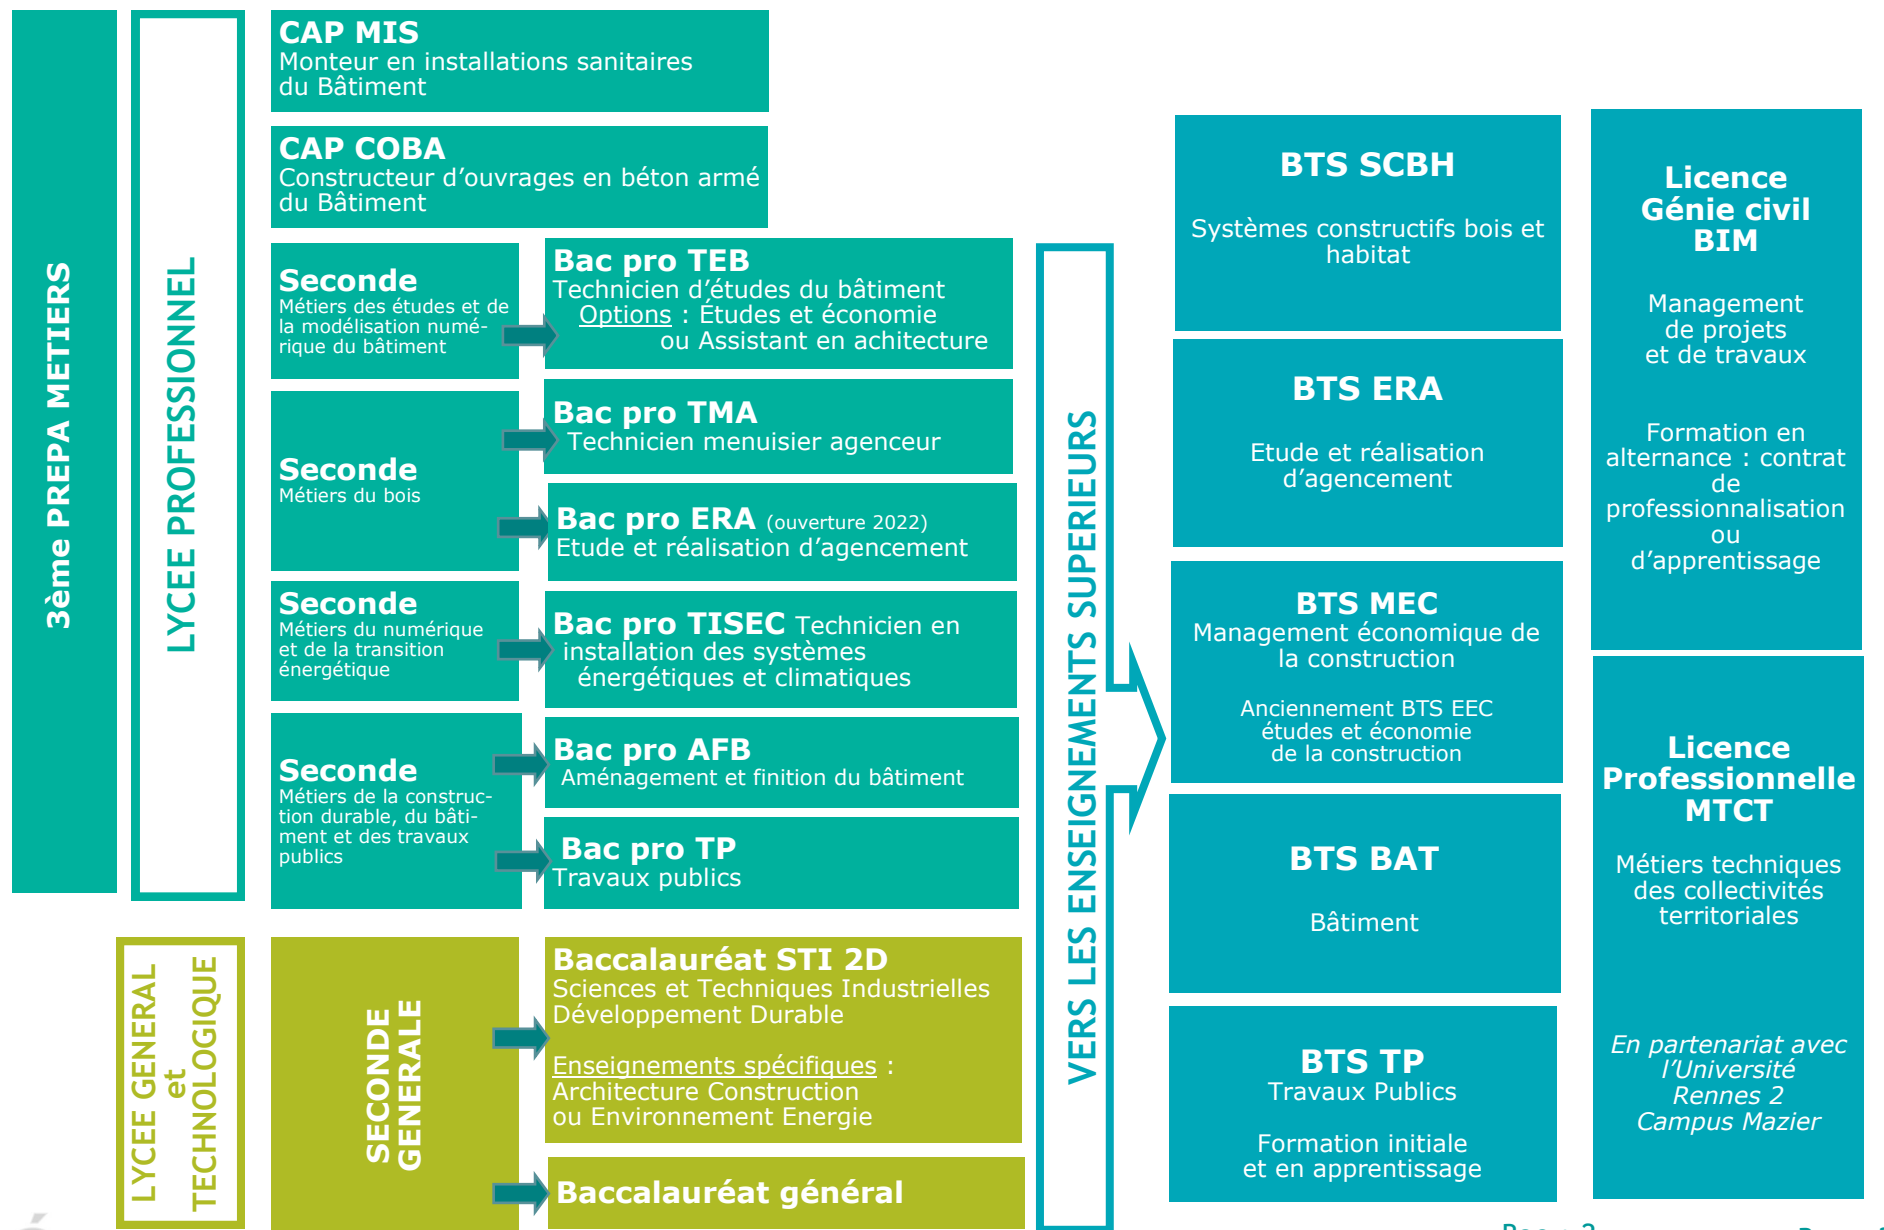 3ème PREPA METIERS
LYCEE PROFESSIONNEL
CAP MIS
Monteur en installations sanitaires
du Bâtiment
CAP COBA
Constructeur d’ouvrages en béton armé
du Bâtiment
Seconde
Métiers des études et de
la modélisation numé-
rique du bâtiment
Bac pro TEB
Technicien d’études du bâtiment
Options : Études et économie
ou Assistant en achitecture
Seconde
Métiers du bois
Bac pro TMA
Technicien menuisier agenceur
Bac pro ERA (ouverture 2022)
Etude et réalisation d’agencement
Seconde
Métiers du numérique
et de la transition
énergétique
Bac pro TISEC Technicien en
installation des systèmes
énergétiques et climatiques
Seconde
Métiers de la construc-
tion durable, du bâti-
ment et des travaux
publics
Bac pro AFB
Aménagement et finition du bâtiment
Bac pro TP
Travaux publics
LYCEE GENERAL
et
TECHNOLOGIQUE
SECONDE
GENERALE
Baccalauréat STI 2D
Sciences et Techniques Industrielles
Développement Durable
Enseignements spécifiques :
Architecture Construction
ou Environnement Energie
Baccalauréat général
VERS LES ENSEIGNEMENTS SUPERIEURS
BTS SCBH
Systèmes constructifs bois et
habitat
BTS ERA
Etude et réalisation
d’agencement
BTS MEC
Management économique de
la construction
Anciennement BTS EEC
études et économie
de la construction
BTS BAT
Bâtiment
BTS TP
Travaux Publics
Formation initiale
et en apprentissage
Licence
Génie civil
BIM
Management
de projets
et de travaux
Formation en
alternance : contrat
de
professionnalisation
ou
d’apprentissage
Licence
Professionnelle
MTCT
Métiers techniques
des collectivités
territoriales
En partenariat avec
l’Université
Rennes 2
Campus Mazier